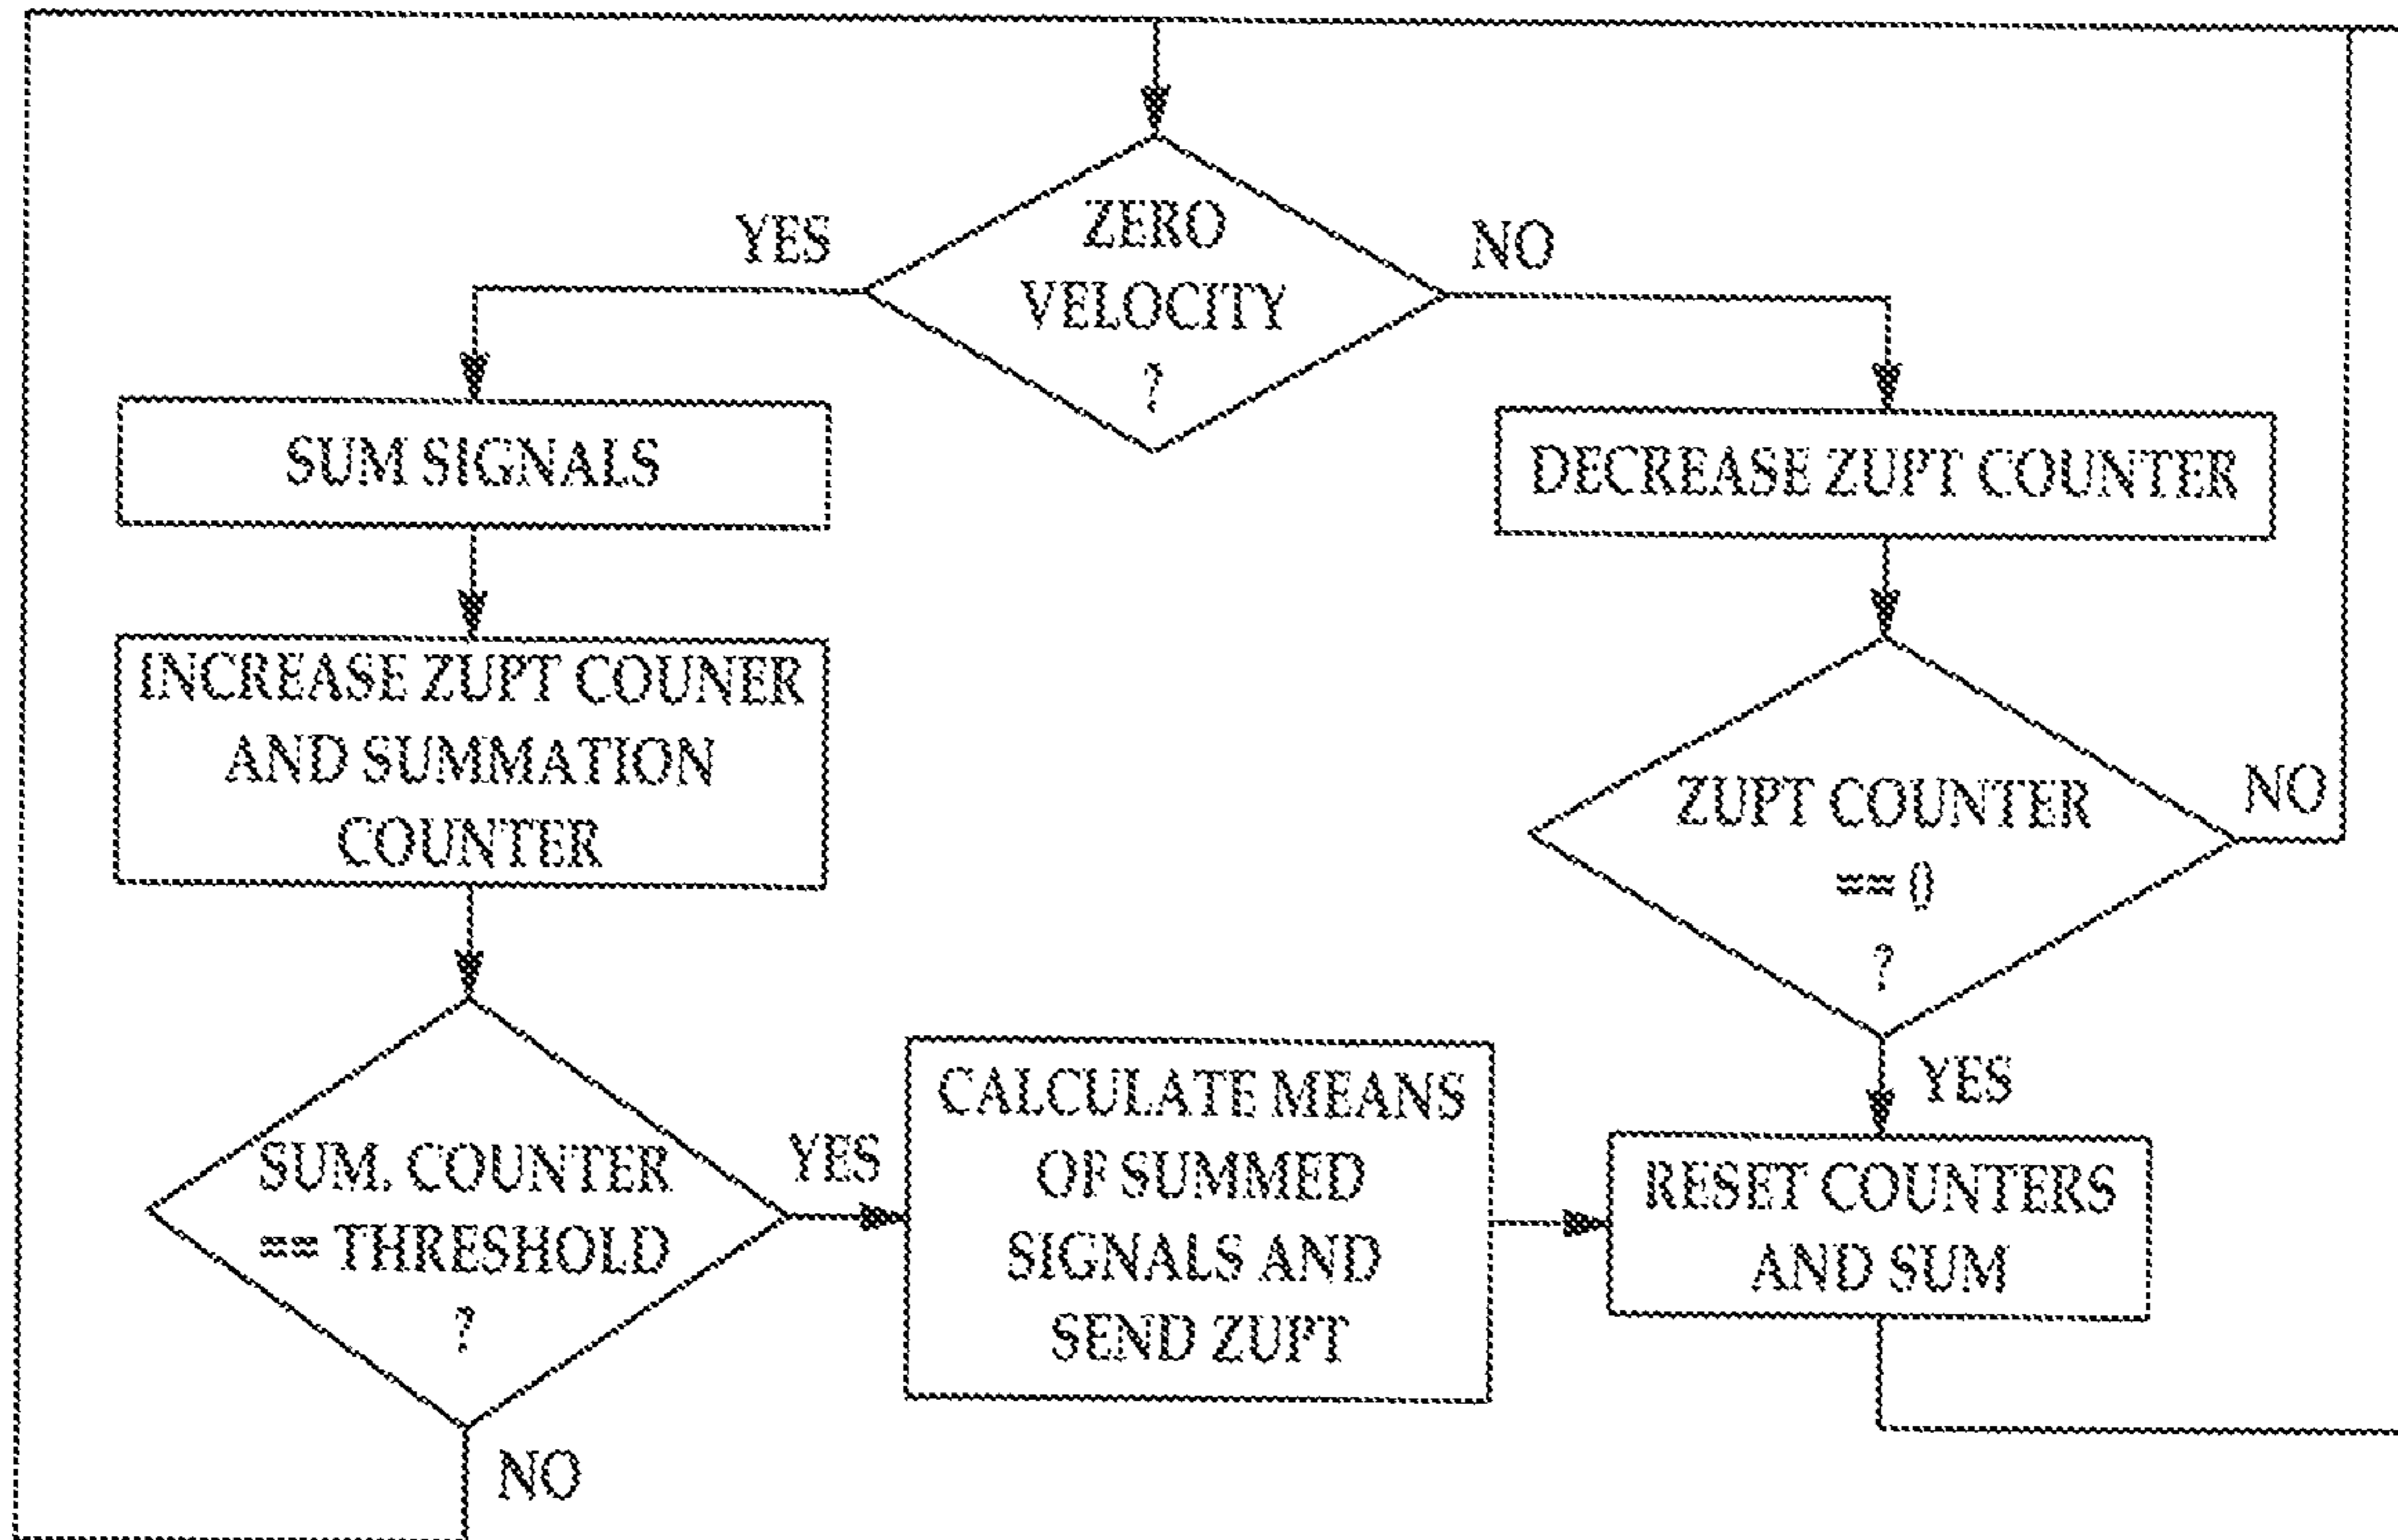 ZERO
VELOCITY
?
YES
NO
SUM SIGNALS
DECREASE ZUPT COUNTER
INCREASE ZUPT COUNER
AND SUMMATION
COUNTER
ZUPT COUNTER
== 0
?
NO
YES
SUM. COUNTER
== THRESHOLD
?
YES
NO
CALCULATE MEANS
OF SUMMED
SIGNALS AND
SEND ZUPT
RESET COUNTERS
AND SUM